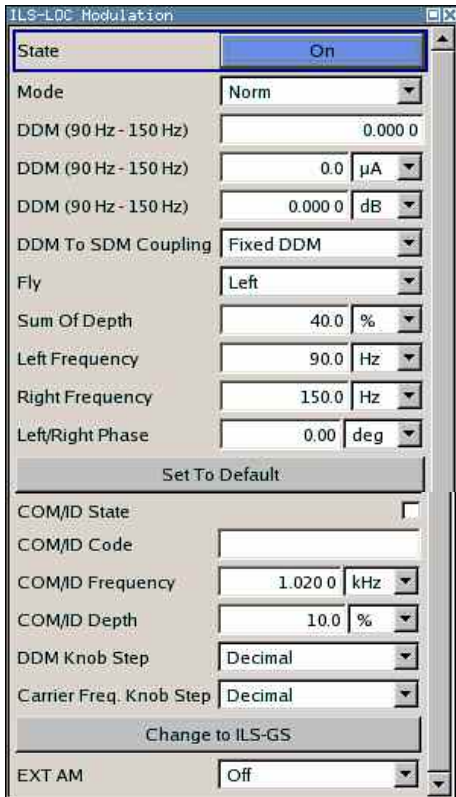 ILS-LOC Modulation
State On
Mode Norm
DDM (90 Hz - 150 Hz) 0.000 0
DDM (90 Hz - 150 Hz) 0.0 µA
DDM (90 Hz - 150 Hz) 0.000 0 dB
DDM To SDM Coupling Fixed DDM
Fly Left
Sum Of Depth 40.0 %
Left Frequency 90.0 Hz
Right Frequency 150.0 Hz
Left/Right Phase 0.00 deg
Set To Default
COM/ID State
COM/ID Code
COM/ID Frequency 1.020 0 kHz
COM/ID Depth 10.0 %
DDM Knob Step Decimal
Carrier Freq. Knob Step Decimal
Change to ILS-GS
EXT AM Off